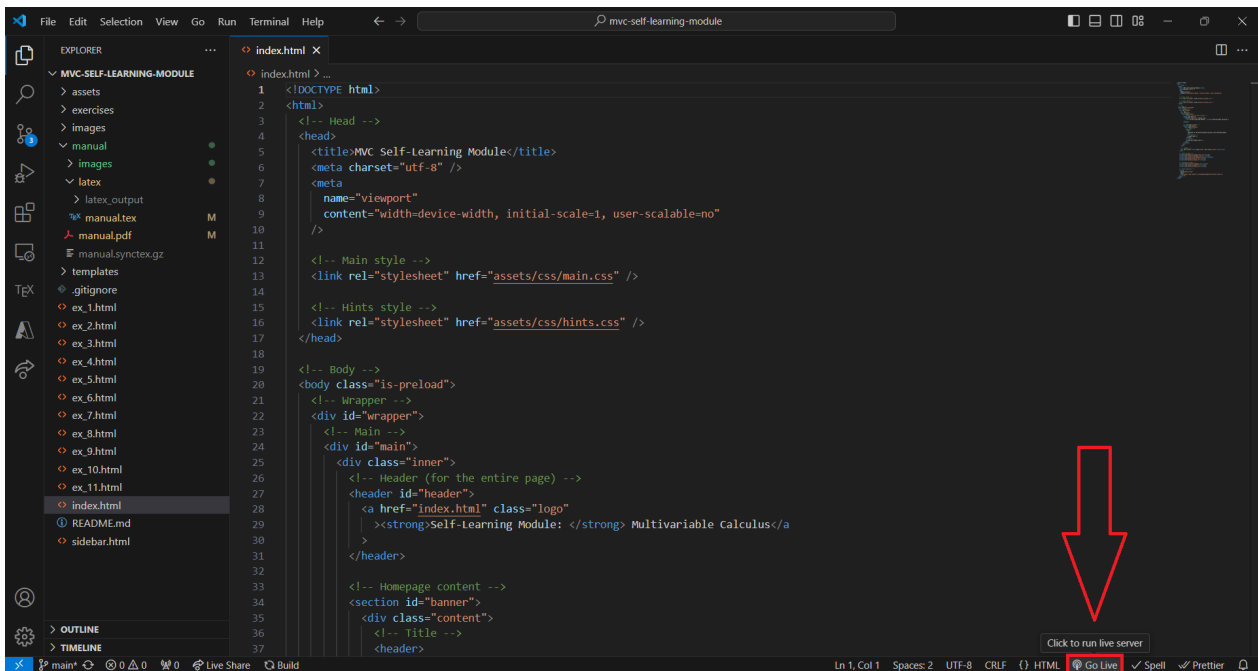 File Edit Selection View Go Run Terminal Help
mvc-self-learning-module
EXPLORER
MVC-SELF-LEARNING-MODULE
assets
exercises
images
manual
images
latex
latex_output
TEX manual.tex M
manual.pdf M
manual.synctex.gz
templates
.gitignore
ex_1.html
ex_2.html
ex_3.html
ex_4.html
ex_5.html
ex_6.html
ex_7.html
ex_8.html
ex_9.html
ex_10.html
ex_11.html
index.html
README.md
sidebar.html
OUTLINE
TIMELINE
3
TEX
index.html
index.html > ...
1 <!DOCTYPE html>
2 <html>
3 <!-- Head -->
4 <head>
5 <title>MVC Self-Learning Module</title>
6 <meta charset="utf-8" />
7 <meta
8 name="viewport"
9 content="width=device-width, initial-scale=1, user-scalable=no"
10 />
11
12 <!-- Main style -->
13 <link rel="stylesheet" href="assets/css/main.css" />
14
15 <!-- Hints style -->
16 <link rel="stylesheet" href="assets/css/hints.css" />
17 </head>
18
19 <!-- Body -->
20 <body class="is-preload">
21 <!-- Wrapper -->
22 <div id="wrapper">
23 <!-- Main -->
24 <div id="main">
25 <div class="inner">
26 <!-- Header (for the entire page) -->
27 <header id="header">
28 <a href="index.html" class="logo"
29 ><strong>Self-Learning Module: </strong> Multivariable Calculus</a
30 >
31 </header>
32
33 <!-- Homepage content -->
34 <section id="banner">
35 <div class="content">
36 <!-- Title -->
37 <header>
Click to run live server
main* 0 0 0 Live Share Build Ln 1, Col 1 Spaces: 2 UTF-8 CRLF {} HTML Go Live Spell Prettier